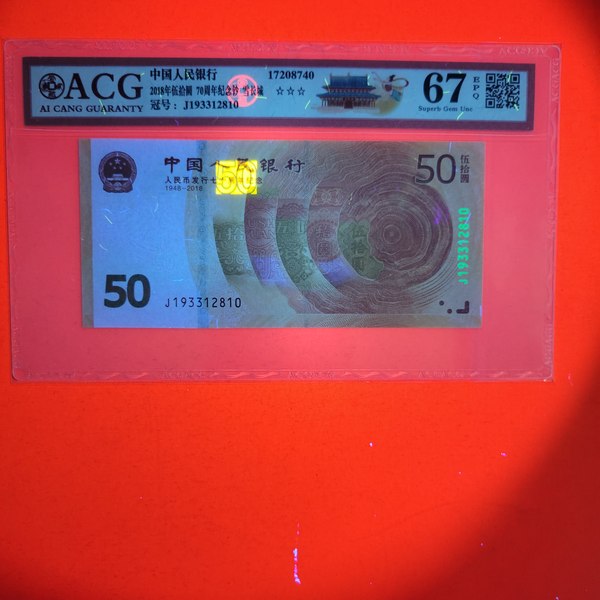 ACG
AI CANG GUARANTY
中国人民银行 17208740
2018年伍拾圆 70周年纪念钞 雪长城 ☆☆☆
冠号: J193312810
67 EPQ
Superb Gem Unc
中国人民银行
人民币发行七十周年纪念
1948-2018
50
50 伍拾圆
J193312810
50
J193312810